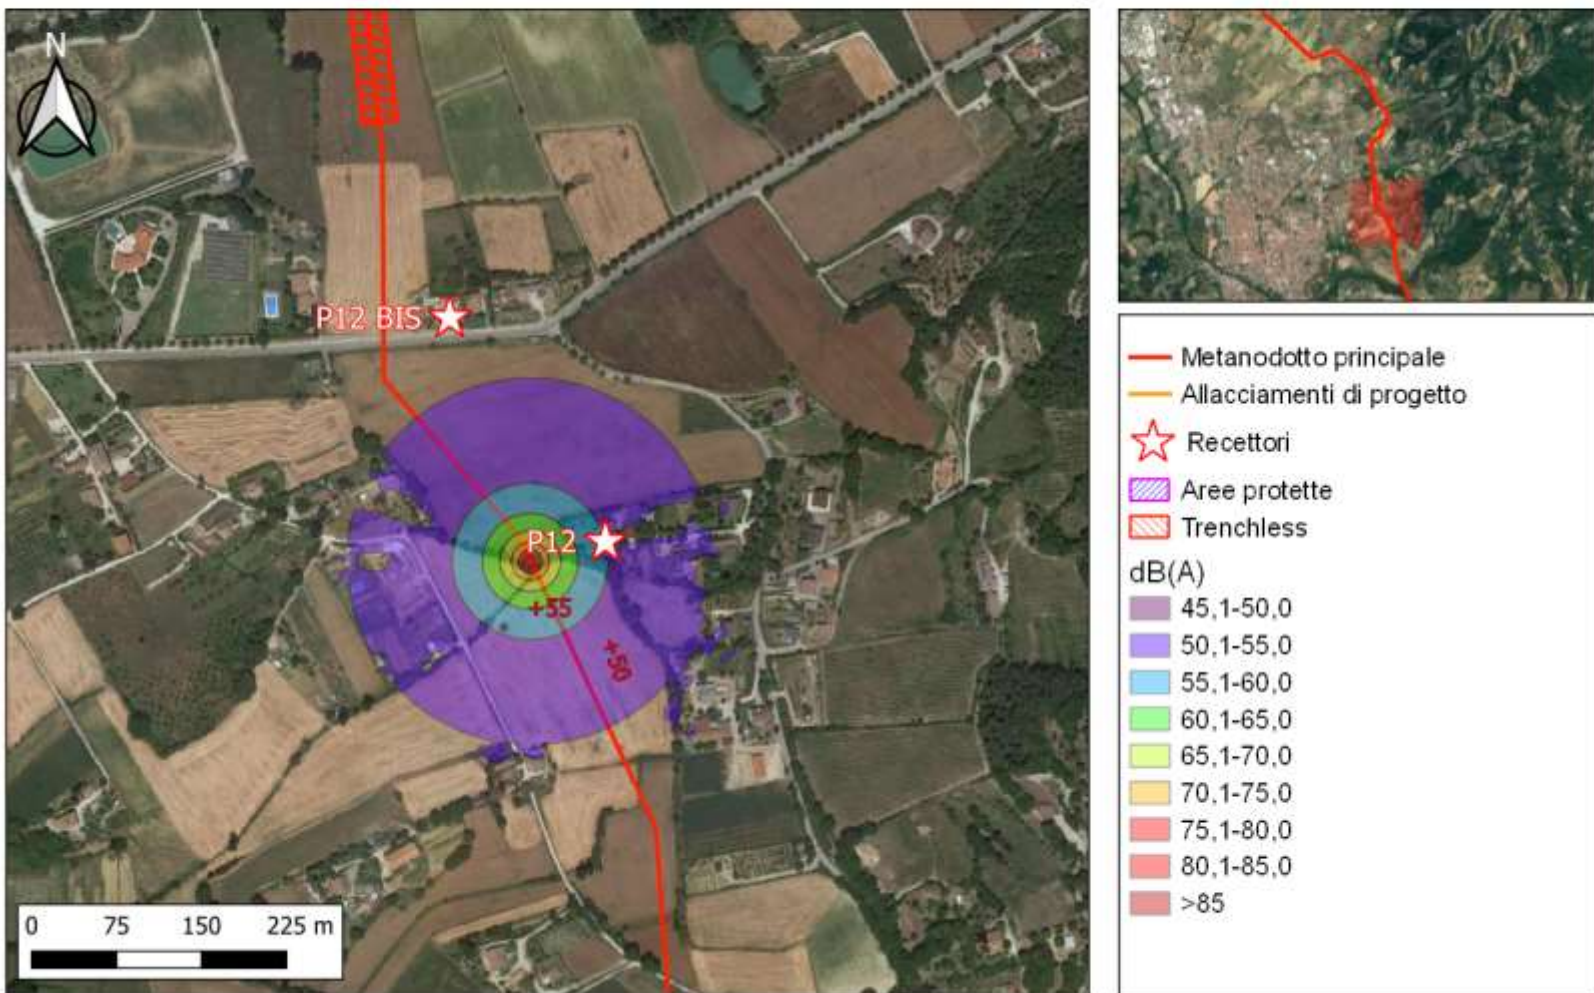 N
P12 BIS
P12
+55
+50
0 75 150 225 m
Metanodotto principale
Allacciamenti di progetto
Recettori
Aree protette
Trenchless
dB(A)
45,1-50,0
50,1-55,0
55,1-60,0
60,1-65,0
65,1-70,0
70,1-75,0
75,1-80,0
80,1-85,0
>85